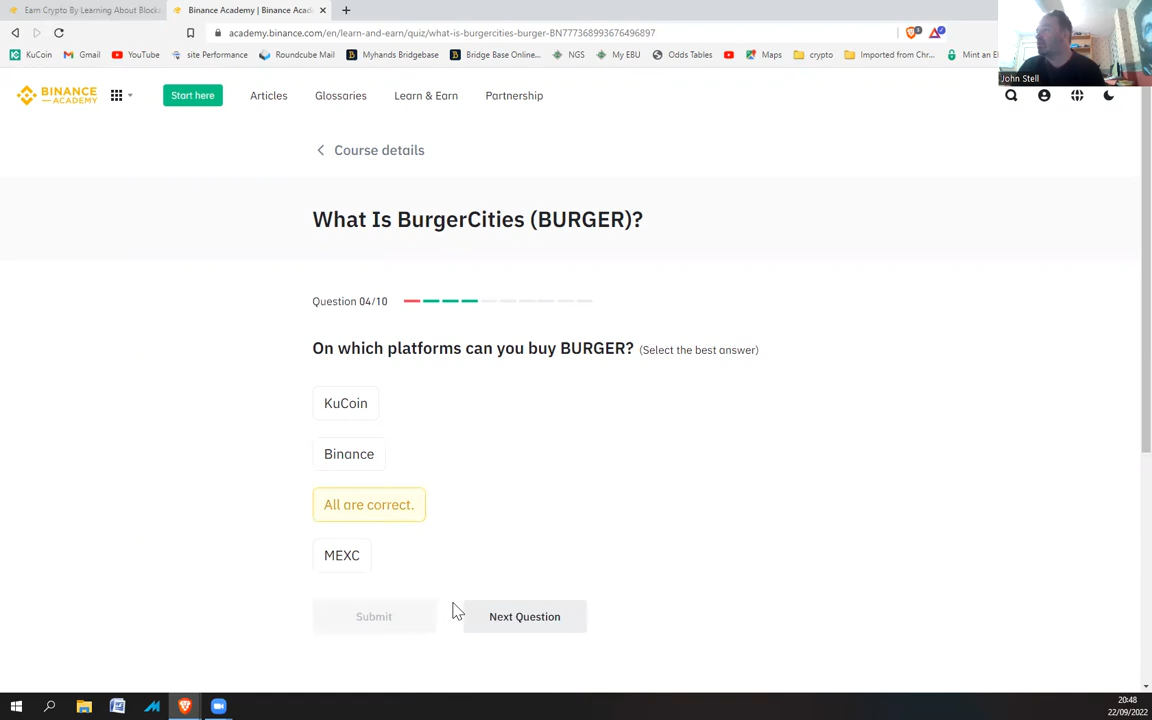 Earn Crypto By Learning About Blockc
Binance Academy | Binance Acad
academy.binance.com/en/learn-and-earn/quiz/what-is-burgercities-burger-BN777368993676496897
KuCoin
Gmail
YouTube
site Performance
Roundcube Mail
Myhands Bridgebase
Bridge Base Online...
NGS
My EBU
Odds Tables
Maps
crypto
Imported from Chr...
Mint an E
John Stell
BINANCE
ACADEMY
Start here
Articles
Glossaries
Learn & Earn
Partnership
Course details
What Is BurgerCities (BURGER)?
Question 04/10
On which platforms can you buy BURGER? (Select the best answer)
KuCoin
Binance
All are correct.
MEXC
Submit
Next Question
20:48
22/09/2022